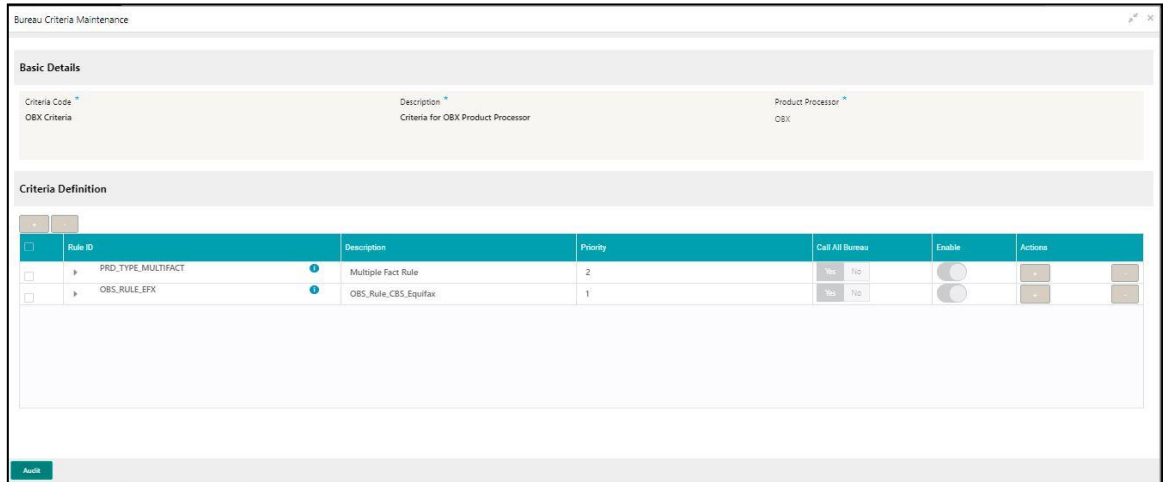 Bureau Criteria Maintenance
Basic Details
Criteria Code * Description * Product Processor *
OBX Criteria Criteria for OBX Product Processor OBX
Criteria Definition
+ -
Rule ID Description Priority Call All Bureau Enable Actions
PRD_TYPE_MULTIFACT Multiple Fact Rule 2 Yes No + -
OBS_RULE_EFX OBS_Rule_CBS_Equifax 1 Yes No + -
Audit